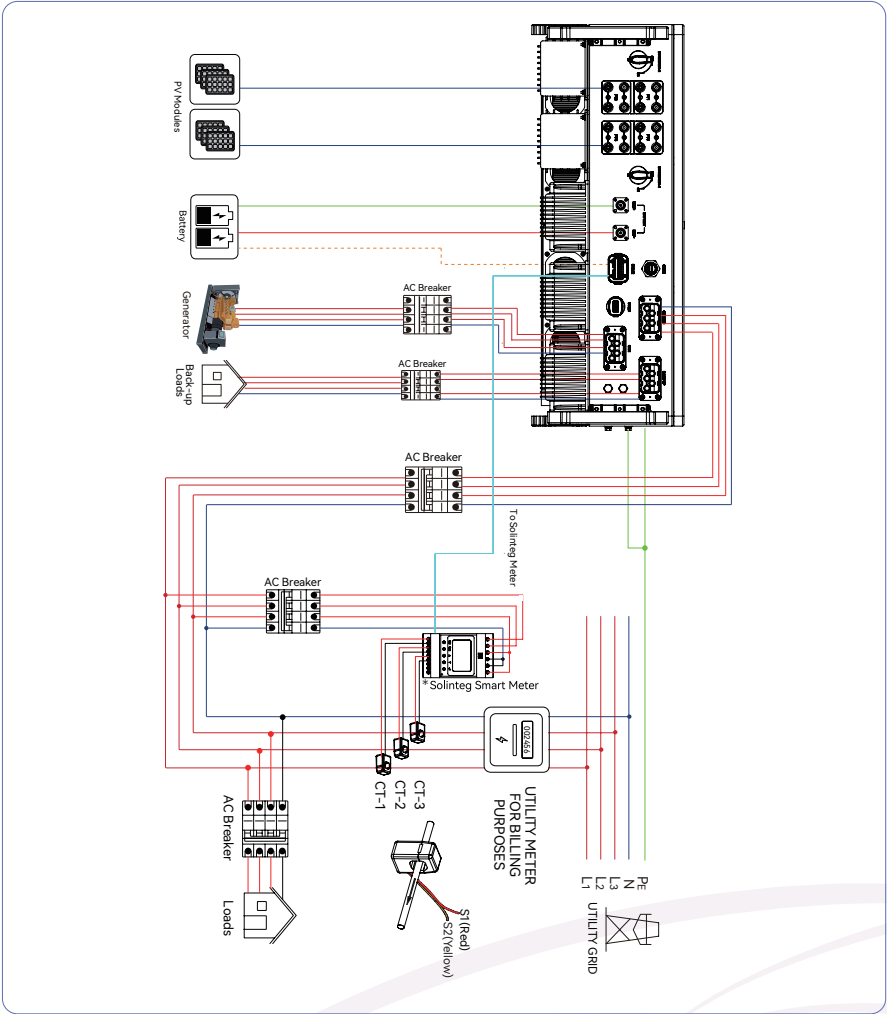 PV Modules
Battery
Generator
AC Breaker
AC Breaker
Back-up
Loads
AC Breaker
To Solinteg Meter
AC Breaker
*Solinteg Smart Meter
002456
CT-3
CT-2
CT-1
UTILITY METER
FOR BILLING
PURPOSES
AC Breaker
Loads
S1(Red)
S2(Yellow)
PE
N
L3
L2
L1
UTILITY GRID